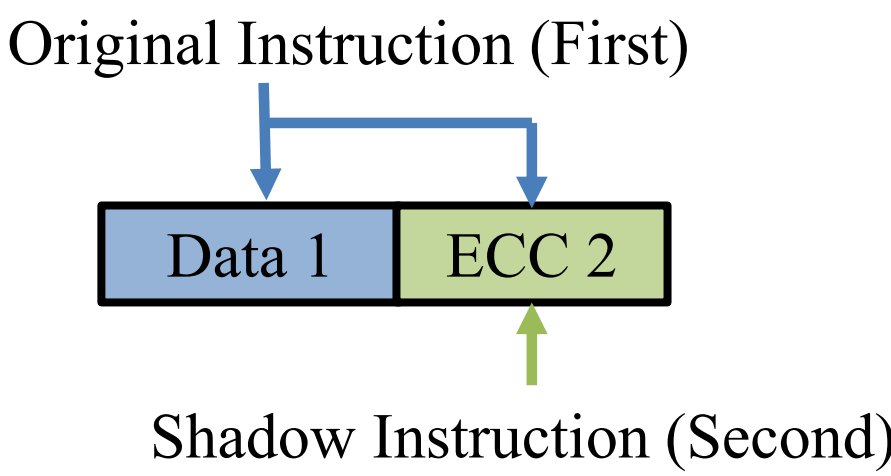 Original Instruction (First)
Data 1
ECC 2
Shadow Instruction (Second)